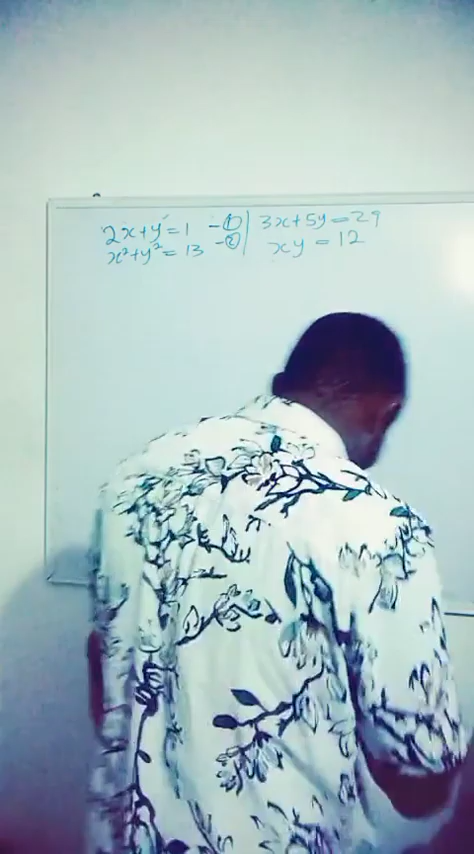 2x+y=1 -①
x²+y²=13 -②
3x+5y=29
xy=12